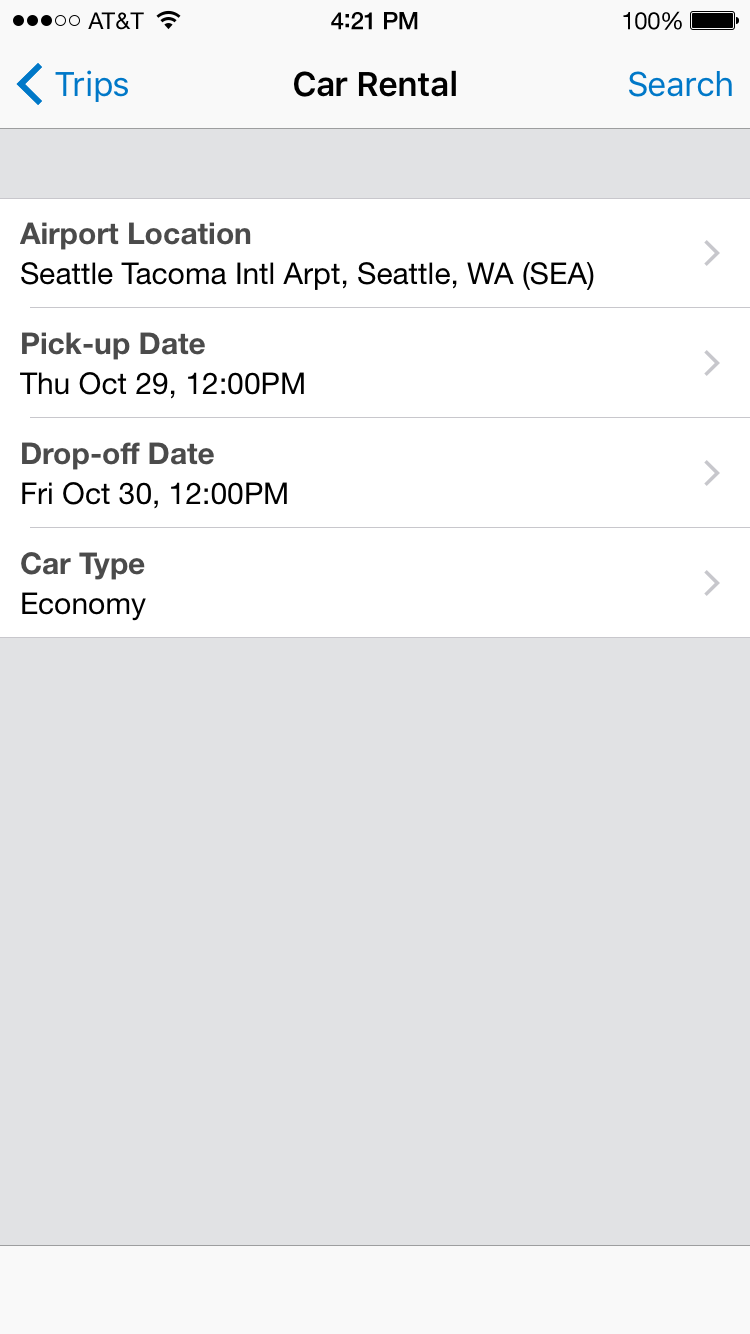 AT&T 4:21 PM 100%
Trips Car Rental Search
Airport Location
Seattle Tacoma Intl Arpt, Seattle, WA (SEA)
Pick-up Date
Thu Oct 29, 12:00PM
Drop-off Date
Fri Oct 30, 12:00PM
Car Type
Economy